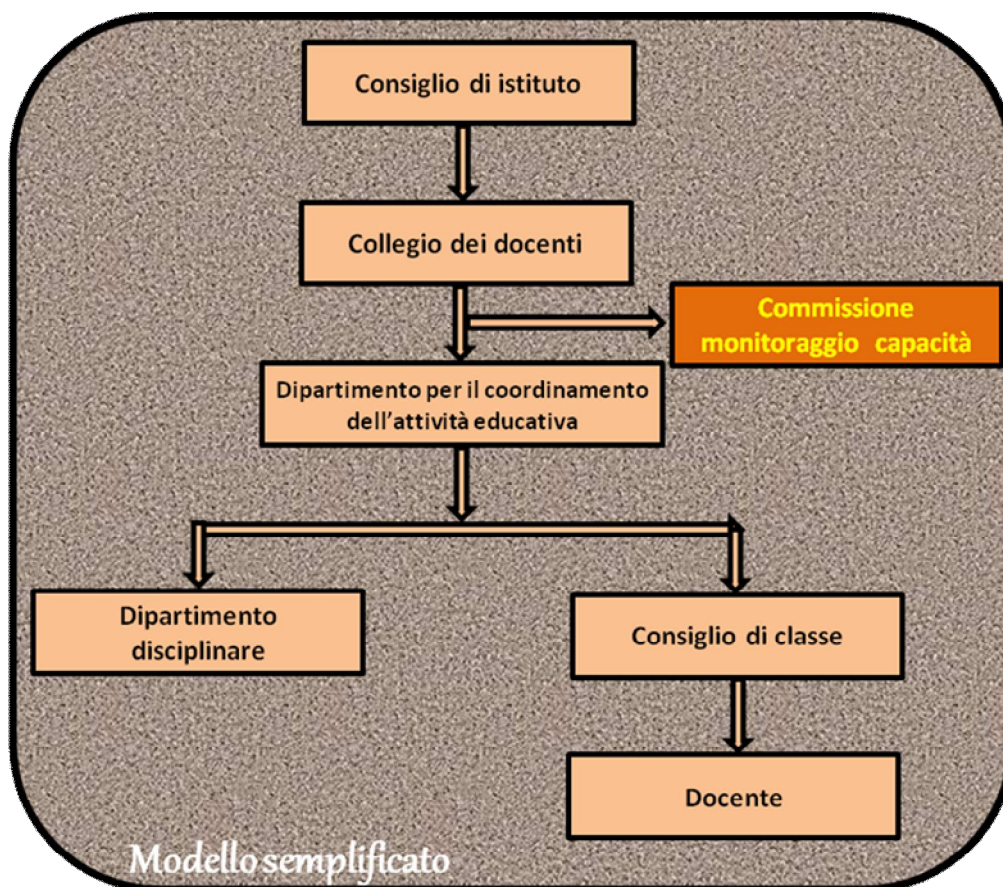 Consiglio di istituto
Collegio dei docenti
Commissione
monitoraggio capacità
Dipartimento per il coordinamento
dell'attività educativa
Dipartimento
disciplinare
Consiglio di classe
Docente
Modello semplificato